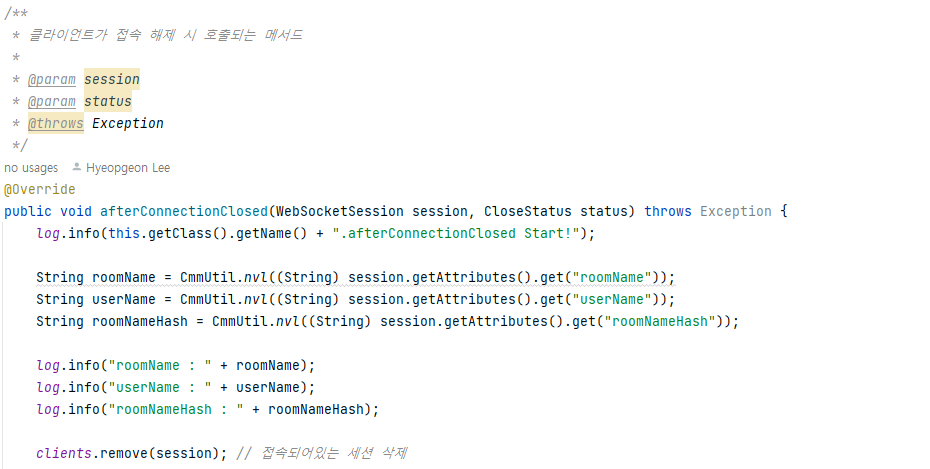 /**
 * 클라이언트가 접속 해제 시 호출되는 메서드
 *
 * @param session
 * @param status
 * @throws Exception
 */
no usages Hyeopgeon Lee
@Override
public void afterConnectionClosed(WebSocketSession session, CloseStatus status) throws Exception {
    log.info(this.getClass().getName() + ".afterConnectionClosed Start!");
    String roomName = CmmUtil.nvl((String) session.getAttributes().get("roomName"));
    String userName = CmmUtil.nvl((String) session.getAttributes().get("userName"));
    String roomNameHash = CmmUtil.nvl((String) session.getAttributes().get("roomNameHash"));
    log.info("roomName : " + roomName);
    log.info("userName : " + userName);
    log.info("roomNameHash : " + roomNameHash);
    clients.remove(session); // 접속되어있는 세션 삭제